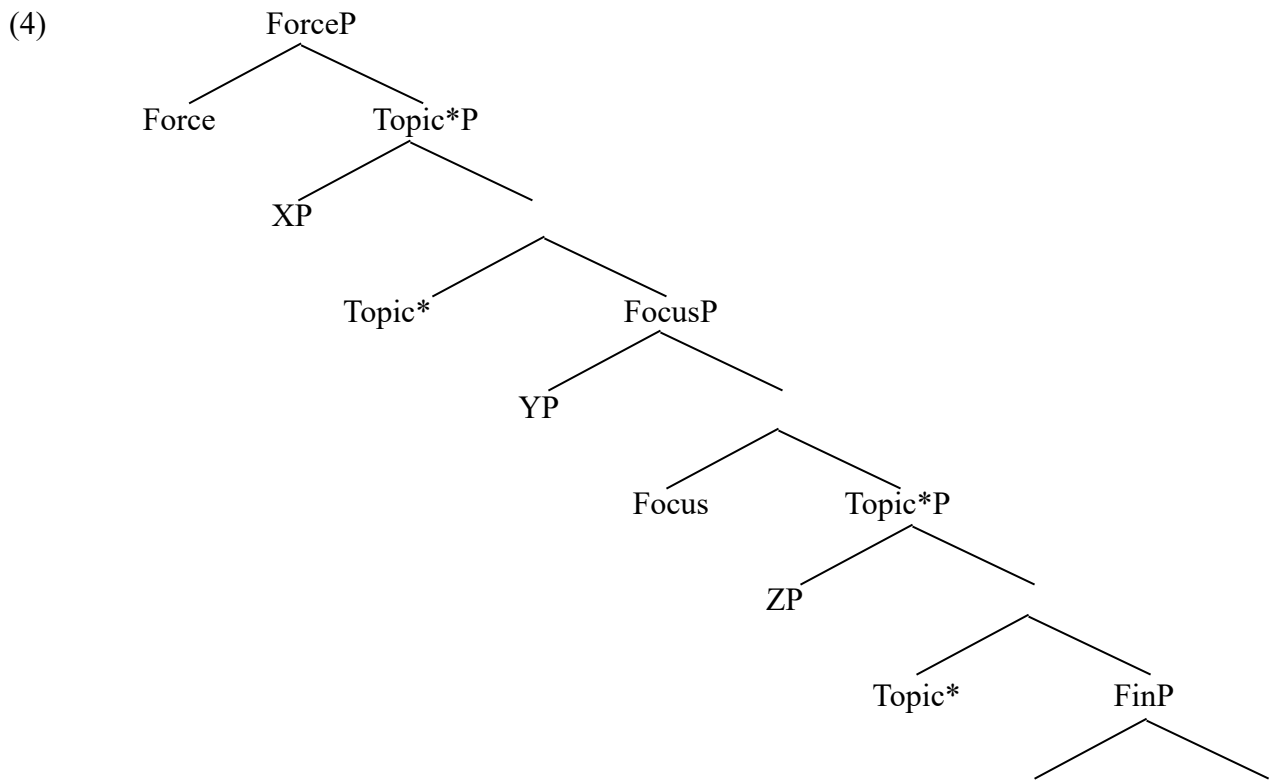 (4) ForceP
Force Topic*P
XP
Topic* FocusP
YP
Focus Topic*P
ZP
Topic* FinP